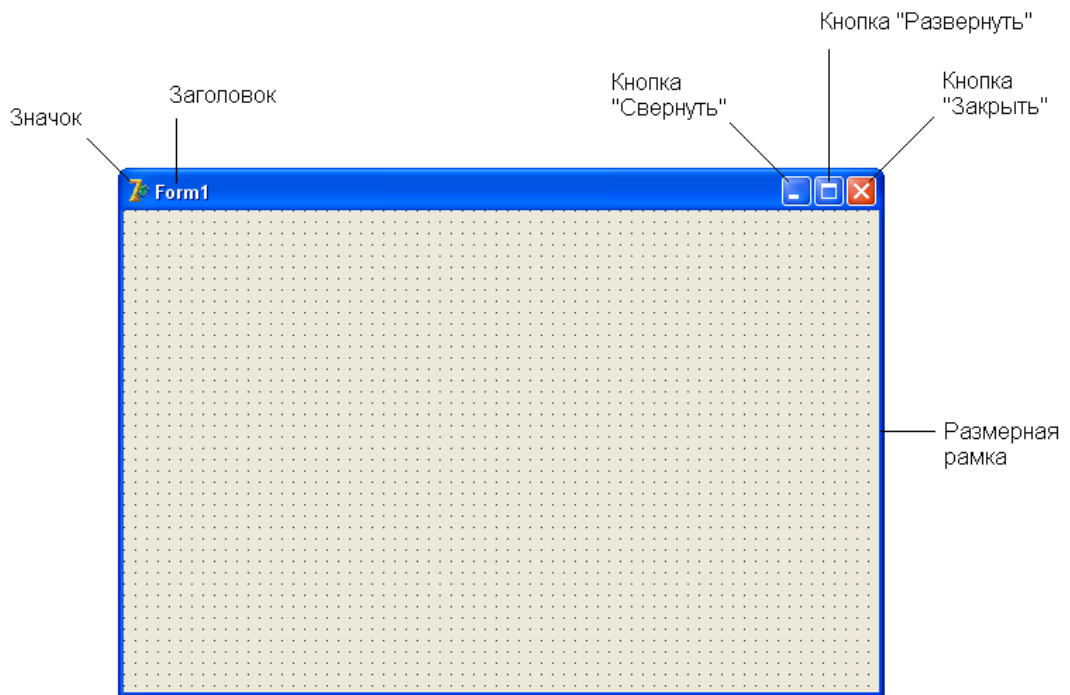 Кнопка "Развернуть"
Кнопка
"Свернуть"
Кнопка
"Закрыть"
Заголовок
Значок
Form1
Размерная
рамка